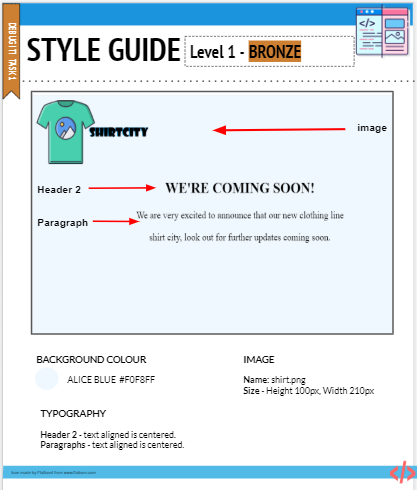 DEBUG IT TASK 1
STYLE GUIDE
Level 1 - BRONZE
</>
SHIRTCITY
image
Header 2
WE'RE COMING SOON!
Paragraph
We are very excited to announce that our new clothing line
shirt city, look out for further updates coming soon.
BACKGROUND COLOUR
ALICE BLUE #F0F8FF
IMAGE
Name: shirt.png
Size - Height 100px, Width 210px
TYPOGRAPHY
Header 2 - text aligned is centered.
Paragraphs - text aligned is centered.
Icon made by Flaticon from www.flaticon.com
</>